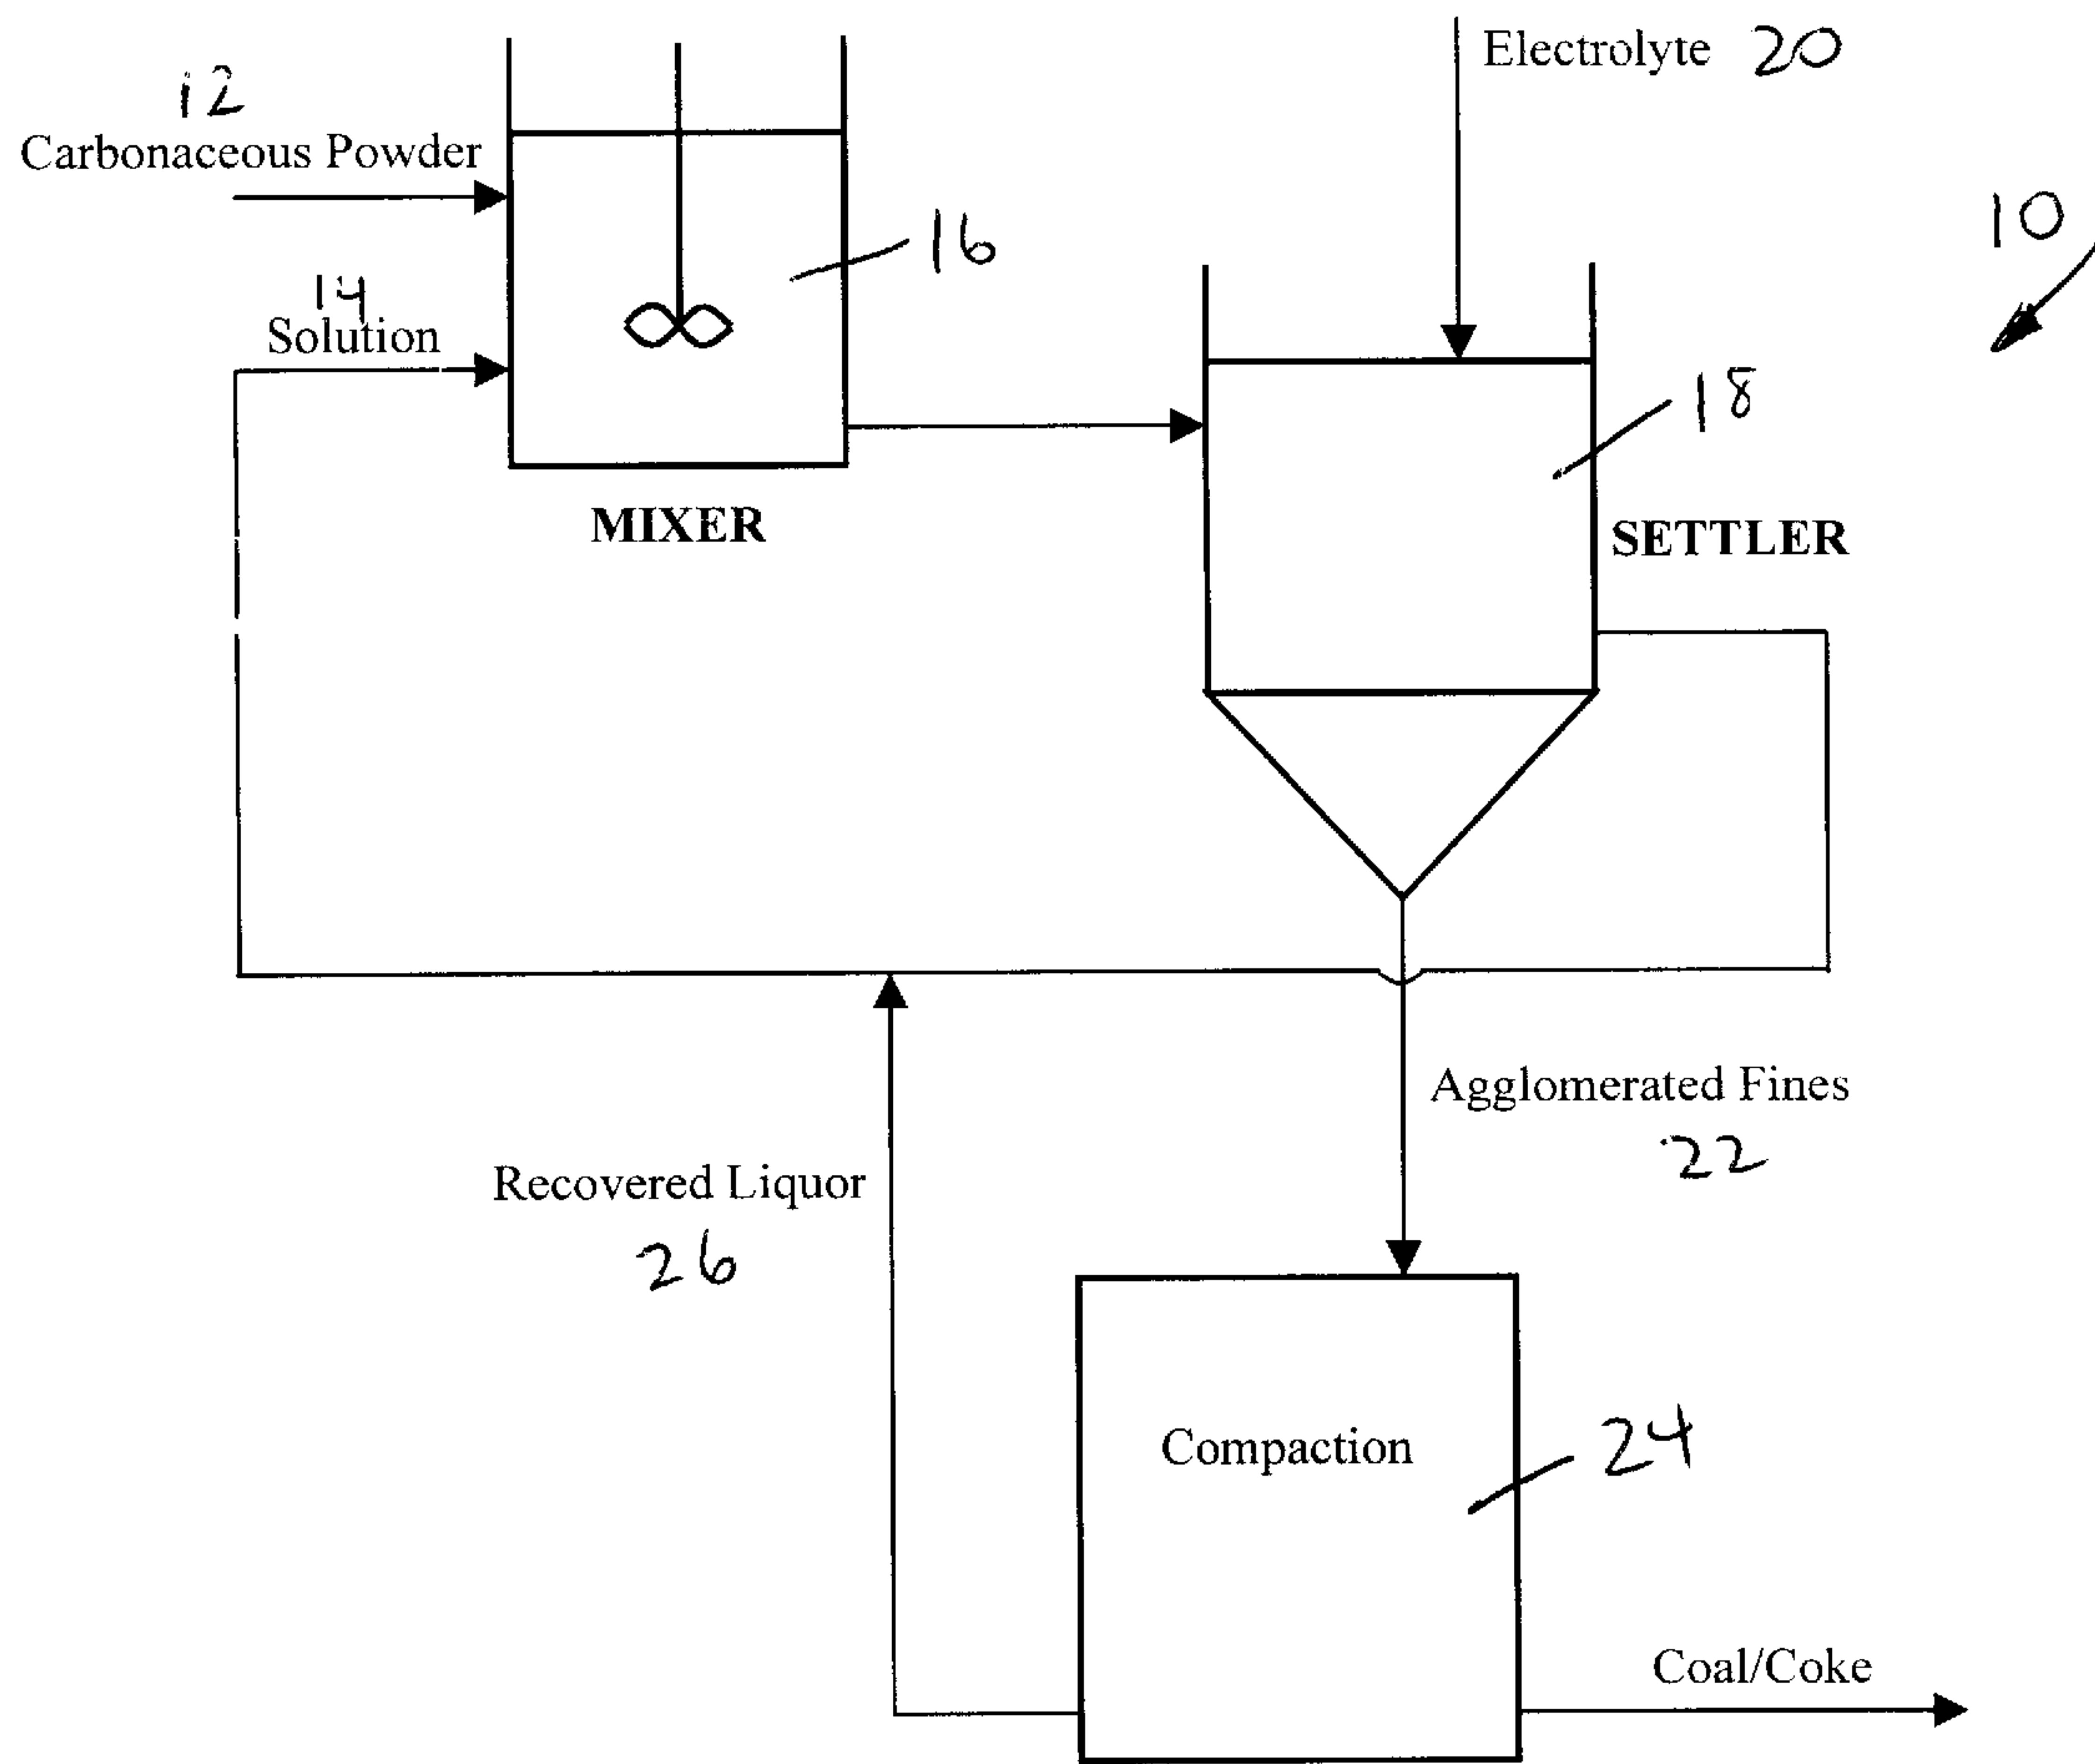 Electrolyte 20
12
Carbonaceous Powder
10
16
14
Solution
18
MIXER
SETTLER
Agglomerated Fines
22
Recovered Liquor
26
Compaction
24
Coal/Coke